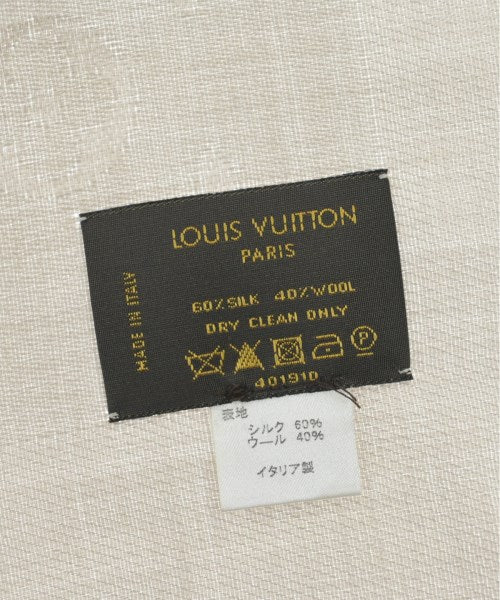 LOUIS VUITTON
PARIS
MADE IN ITALY
60% SILK 40% WOOL
DRY CLEAN ONLY
P
401910
表地
シルク 60%
ウール 40%
イタリア製